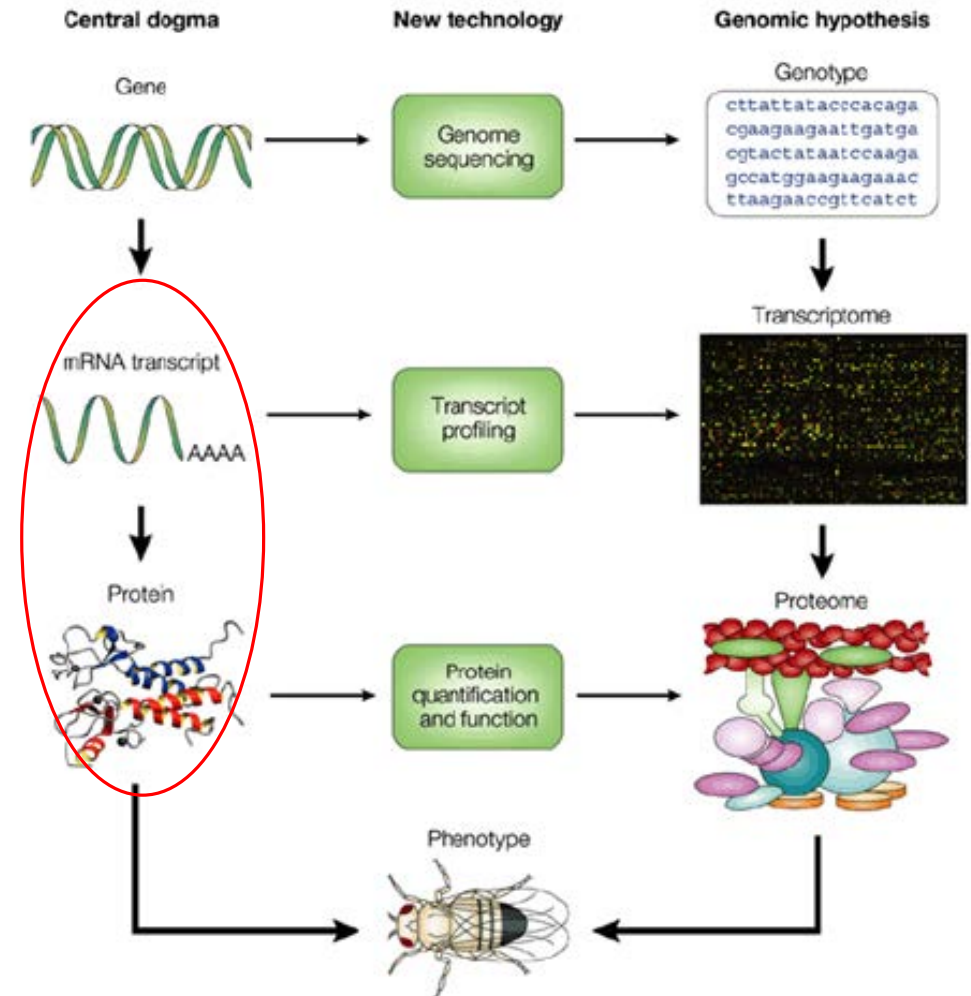 Central dogma
New technology
Genomic hypothesis
Gene
Genome
sequencing
Genotype
cttattatacccacaga
cgaagaagaattgatga
cgtactataatccaaga
gccatggaagaagaaac
ttaagaaccgttcatct
mRNA transcript
AAAA
Transcript
profiling
Transcriptome
Protein
Protein
quantification
and function
Proteome
Phenotype